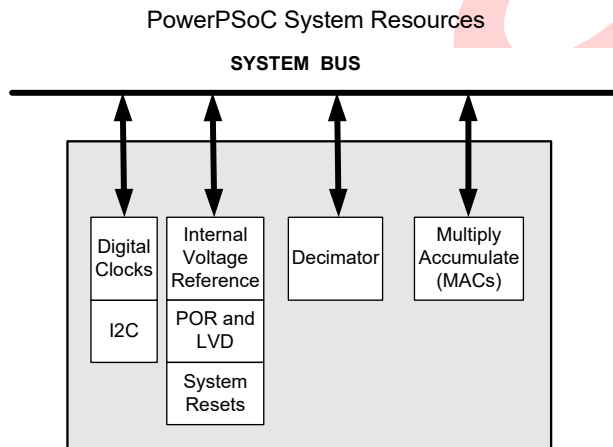 PowerPSoC System Resources
SYSTEM BUS
Digital
Clocks
I2C
Internal
Voltage
Reference
POR and
LVD
System
Resets
Decimator
Multiply
Accumulate
(MACs)